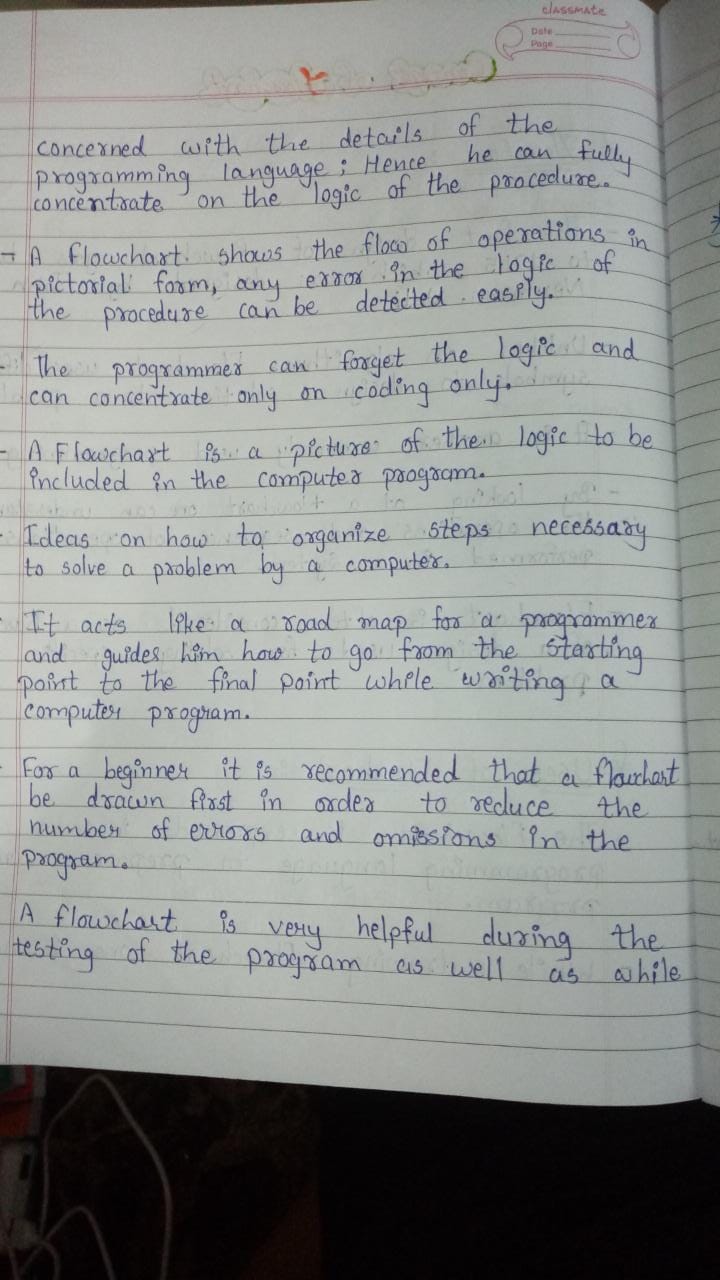 classmate
Date
Page
concerned with the details of the
programming language; Hence he can fully
concentrate on the logic of the procedure.
- A flowchart shows the flow of operations in
pictorial form, any error in the logic of
the procedure can be detected easily.
- The programmer can forget the logic and
can concentrate only on coding only.
- A Flowchart is a picture of the logic to be
included in the computer program.
- Ideas on how to organize steps necessary
to solve a problem by a computer.
It acts like a road map for a programmer
and guides him how to go from the starting
point to the final point while writing a
computer program.
- For a beginner it is recommended that a flowchart
be drawn first in order to reduce the
number of errors and omissions in the
program.
A flowchart is very helpful during the
testing of the program as well as while